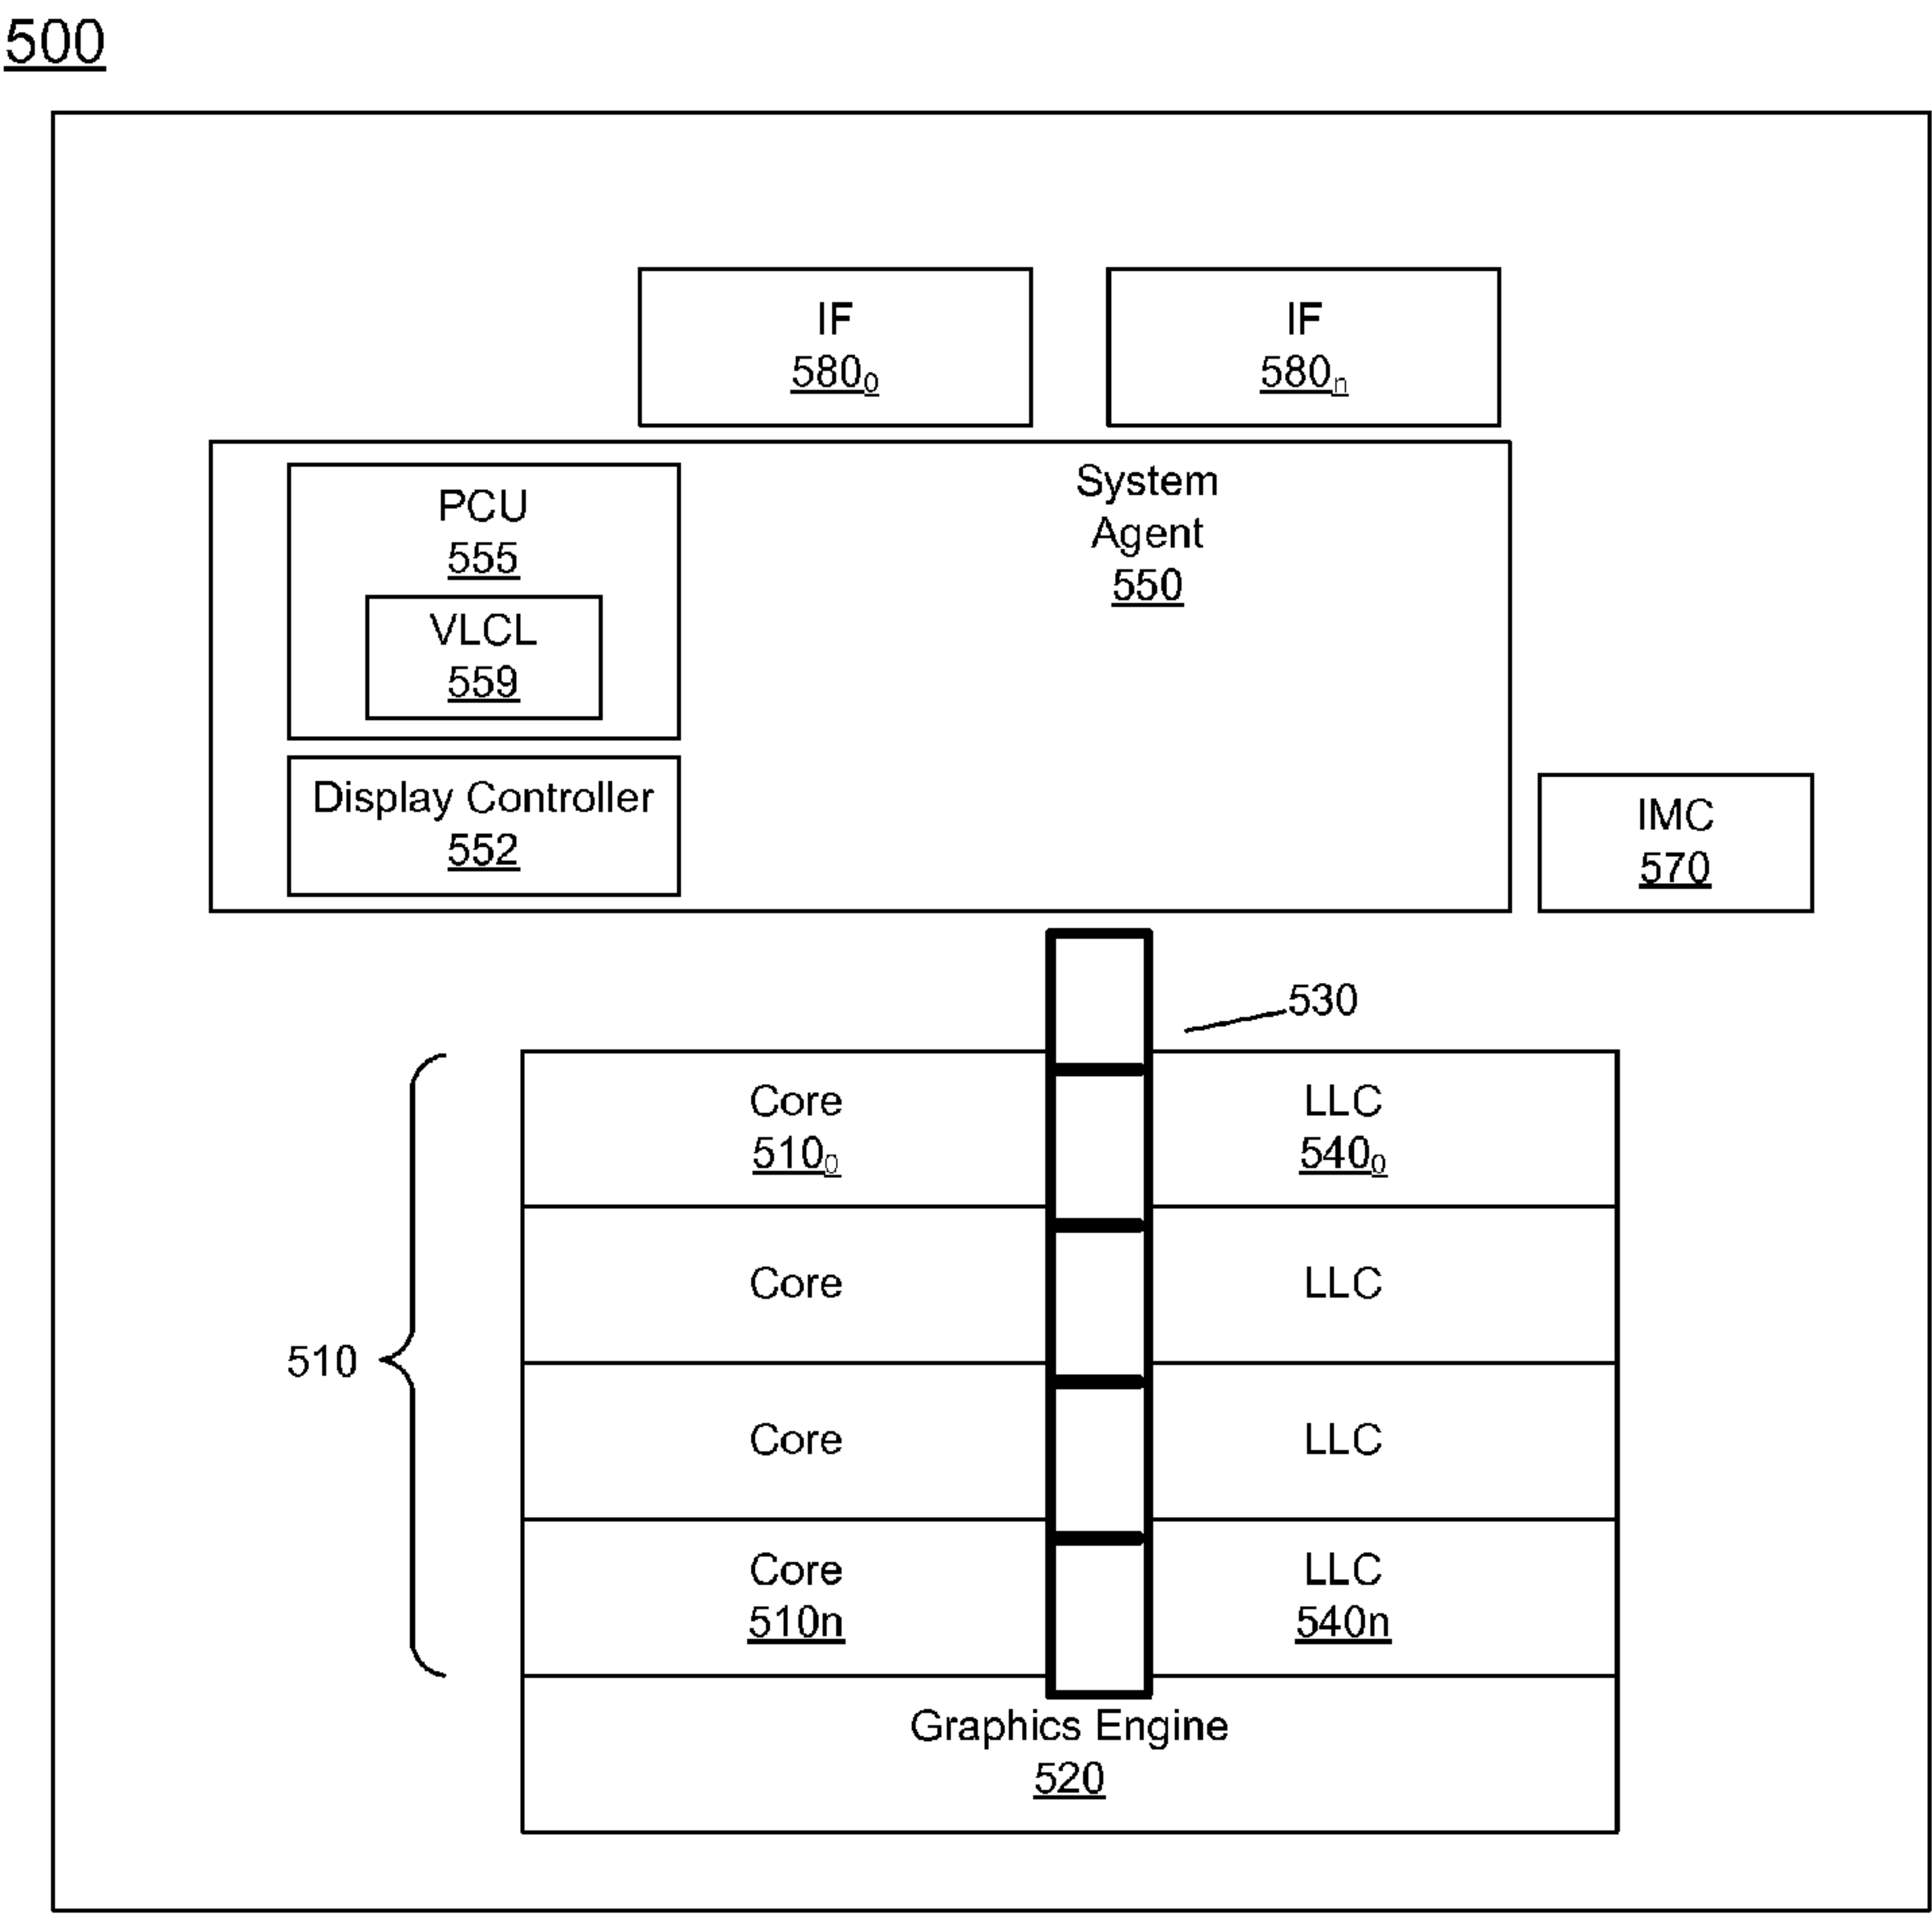 500
IF
580₀
IF
580ₙ
System
Agent
550
PCU
555
VLCL
559
Display Controller
552
IMC
570
530
Core
510₀
LLC
540₀
Core
LLC
510
Core
LLC
Core
510n
LLC
540n
Graphics Engine
520